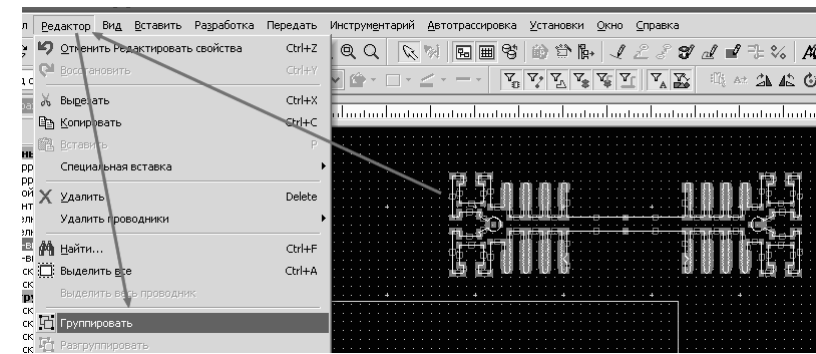 л Редактор Вид Вставить Разработка Передать Инструментарий Автотрассировка Установки Окно Справка
Отменить Редактировать свойства Ctrl+Z
Восстановить Ctrl+Y
Вырезать Ctrl+X
Копировать Ctrl+C
Вставить P
Специальная вставка
Удалить Delete
Удалить проводники
Найти... Ctrl+F
Выделить все Ctrl+A
Выделить весь проводник
Группировать
Разгруппировать